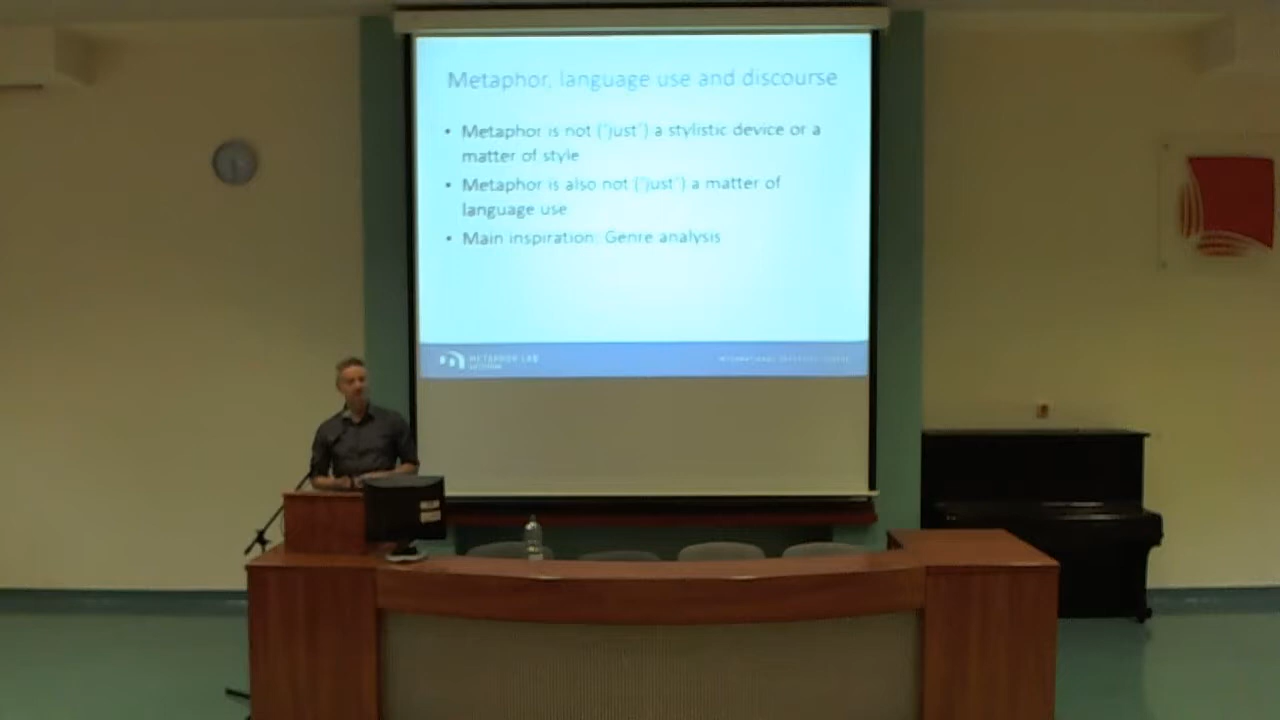 Metaphor, language use and discourse
• Metaphor is not ('just') a stylistic device or a
matter of style
• Metaphor is also not ('just') a matter of
language use
• Main inspiration: Genre analysis
METAPHOR LAB
AMSTERDAM